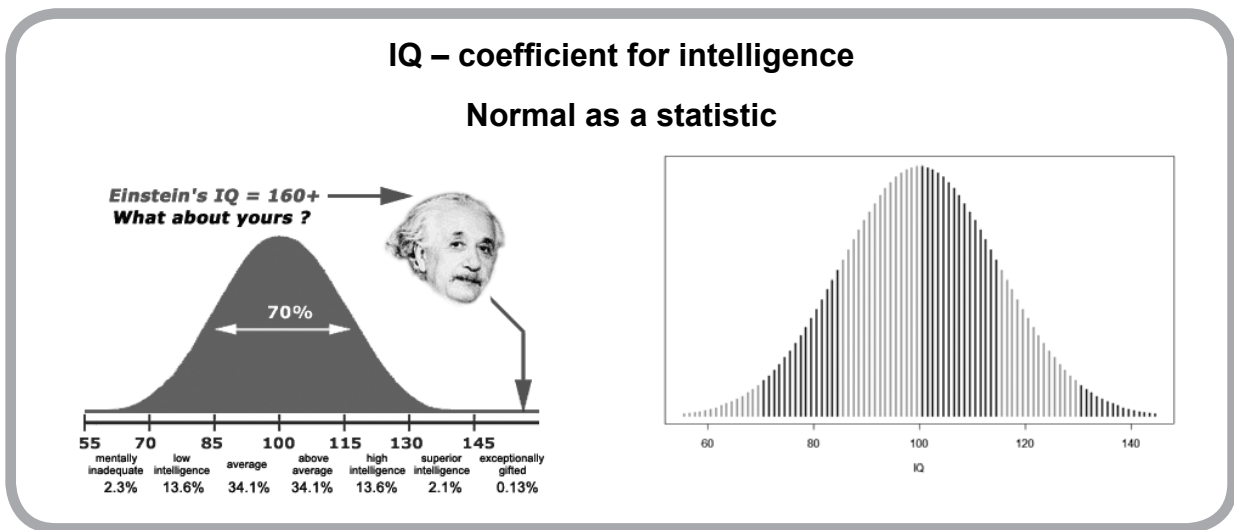 IQ – coefficient for intelligence
Normal as a statistic
Einstein's IQ = 160+
What about yours ?
70%
55 70 85 100 115 130 145
mentally inadequate
low intelligence
average
above average
high intelligence
superior intelligence
exceptionally gifted
2.3% 13.6% 34.1% 34.1% 13.6% 2.1% 0.13%
60 80 100 120 140
IQ